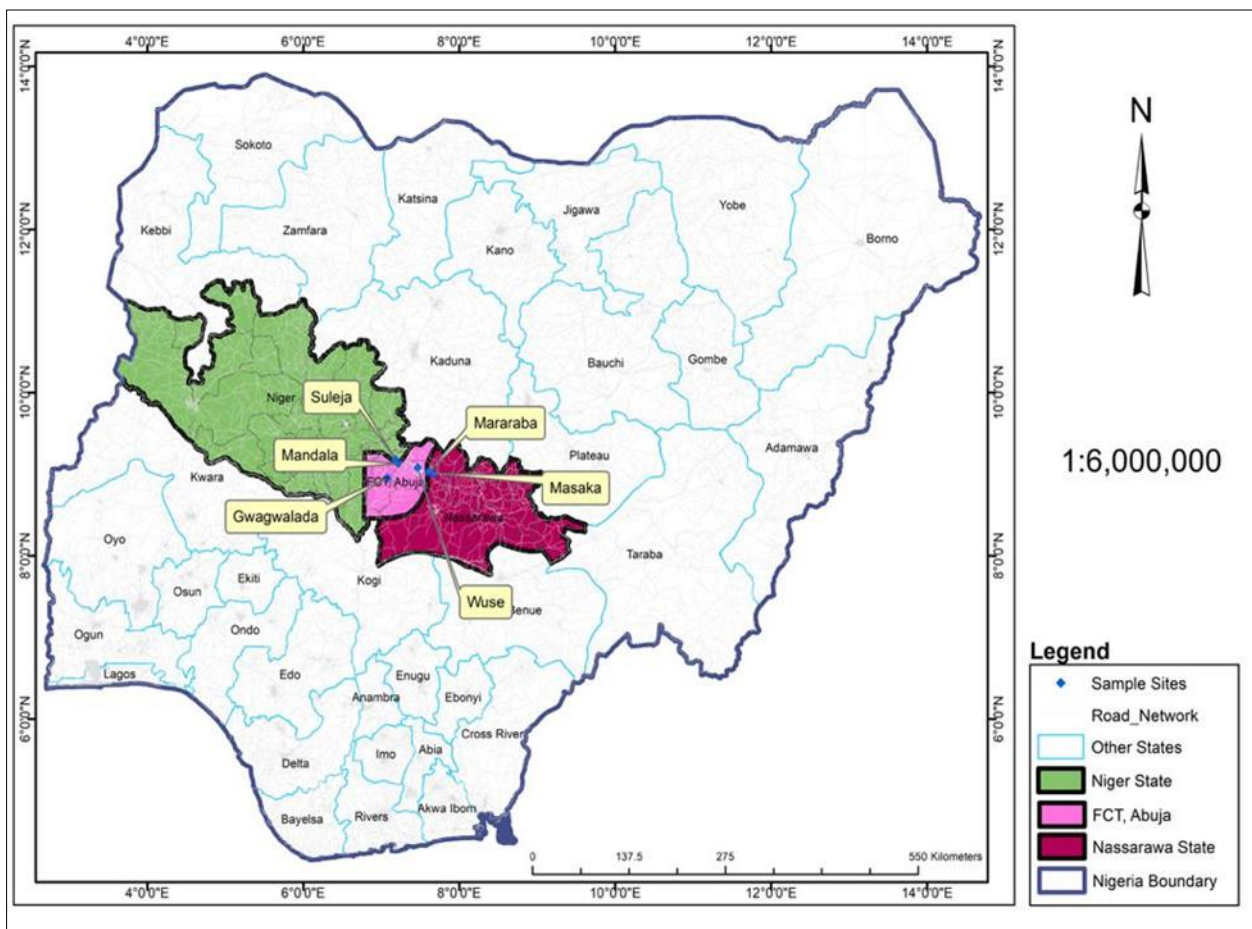 4°0'0"E 6°0'0"E 8°0'0"E 10°0'0"E 12°0'0"E 14°0'0"E
14°0'0"N
14°0'0"N
Sokoto
Katsina
Jigawa
Yobe
Kebbi
Zamfara
12°0'0"N
12°0'0"N
Kano
Borno
Kaduna
Bauchi
Gombe
10°0'0"N
10°0'0"N
Niger
Suleja
Mararaba
Adamawa
Mandala
Plateau
Kwara
FCT, Abuja
Masaka
Gwagwalada
Nassarawa
Oyo
8°0'0"N
8°0'0"N
Taraba
Ekiti
Kogi
Osun
Wuse
Benue
Ogun
Ondo
Lagos
Edo
Enugu
Anambra
Ebonyi
6°0'0"N
6°0'0"N
Cross River
Delta
Imo
Abia
Bayelsa
Rivers
Akwa Ibom
0 137.5 275 550 Kilometers
4°0'0"E 6°0'0"E 8°0'0"E 10°0'0"E 12°0'0"E 14°0'0"E
N
1:6,000,000
Legend
Sample Sites
Road_Network
Other States
Niger State
FCT, Abuja
Nassarawa State
Nigeria Boundary